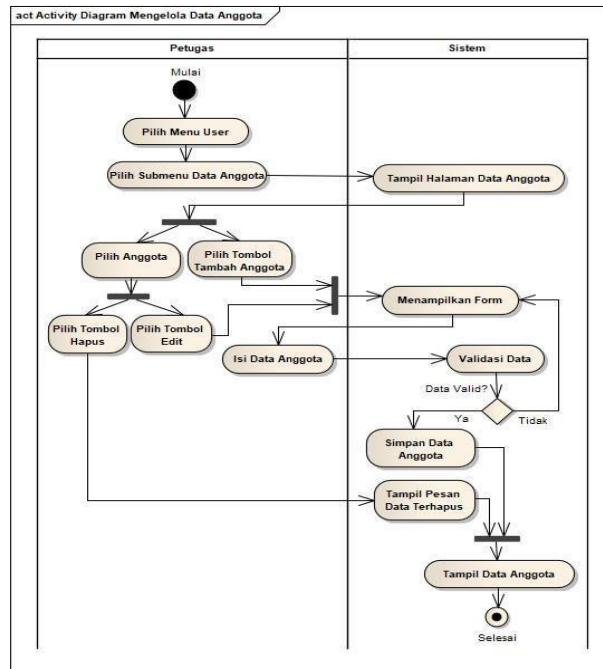 act Activity Diagram Mengelola Data Anggota
Petugas
Sistem
Mulai
Pilih Menu User
Pilih Submenu Data Anggota
Tampil Halaman Data Anggota
Pilih Anggota
Pilih Tombol
Tambah Anggota
Pilih Tombol
Hapus
Pilih Tombol
Edit
Menampilkan Form
Isi Data Anggota
Validasi Data
Data Valid?
Ya
Tidak
Simpan Data
Anggota
Tampil Pesan
Data Terhapus
Tampil Data Anggota
Selesai